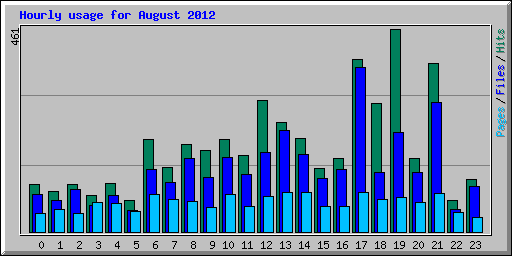 Hourly usage for August 2012
461
Pages / Files / Hits
0 1 2 3 4 5 6 7 8 9 10 11 12 13 14 15 16 17 18 19 20 21 22 23